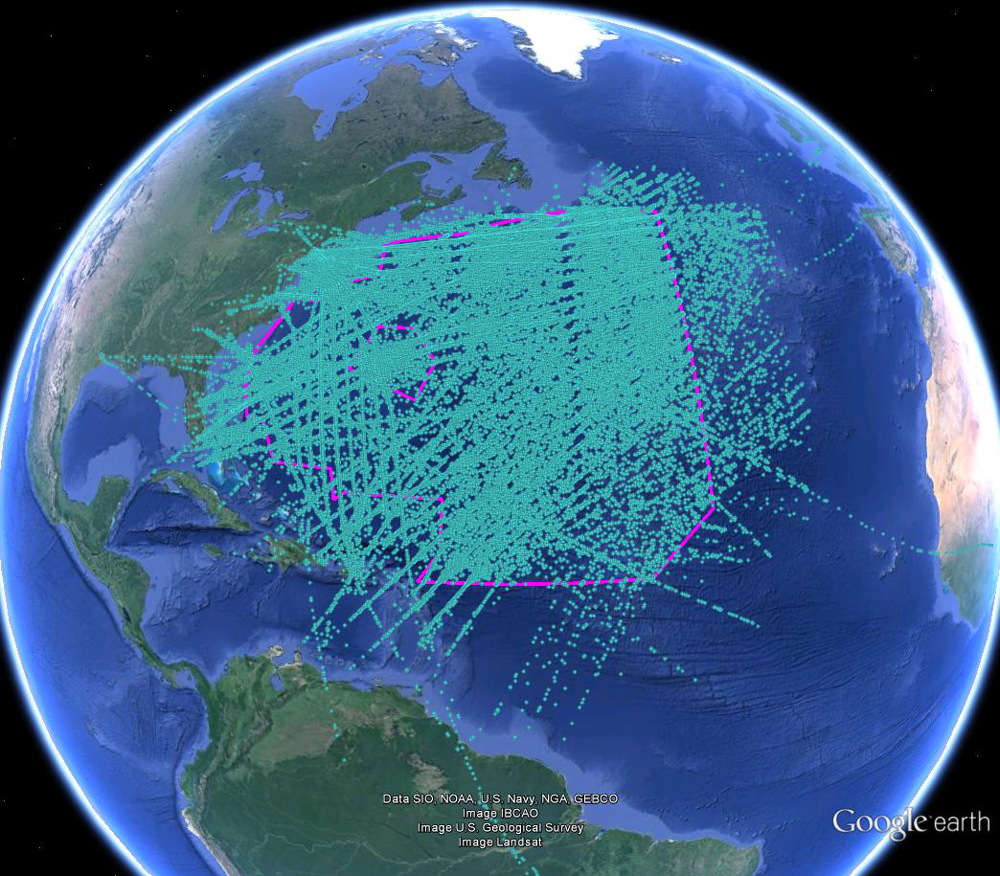 Data SIO, NOAA, U.S. Navy, NGA, GEBCO
Image IBCAO
Image U.S. Geological Survey
Image Landsat
Google earth